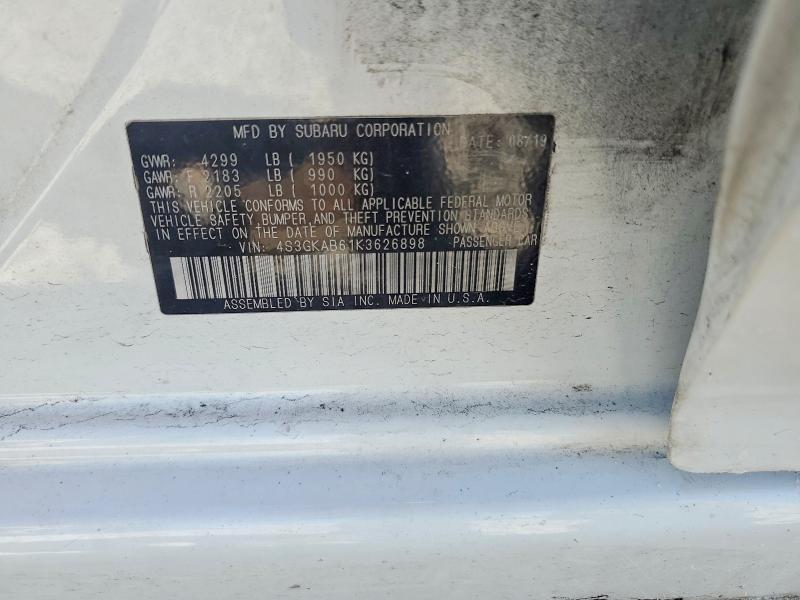 MFD BY SUBARU CORPORATION DATE: 08/19
GVWR: 4299 LB ( 1950 KG)
GAWR: F 2183 LB ( 990 KG)
GAWR: R 2205 LB ( 1000 KG)
THIS VEHICLE CONFORMS TO ALL APPLICABLE FEDERAL MOTOR
VEHICLE SAFETY, BUMPER, AND THEFT PREVENTION STANDARDS
IN EFFECT ON THE DATE OF MANUFACTURE SHOWN ABOVE.
VIN: 4S3GKAB61K3626898 PASSENGER CAR
ASSEMBLED BY SIA INC. MADE IN U.S.A.